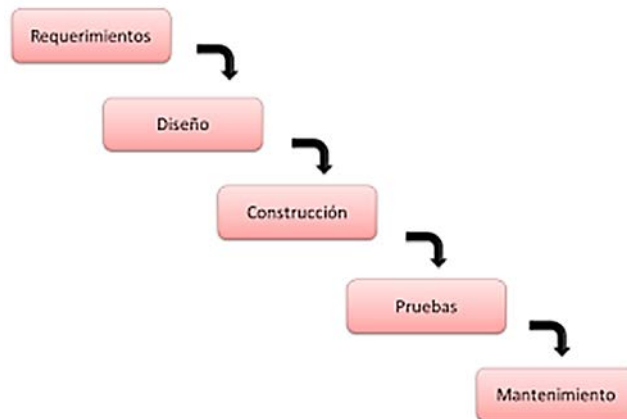 Requerimientos
Diseño
Construcción
Pruebas
Mantenimiento